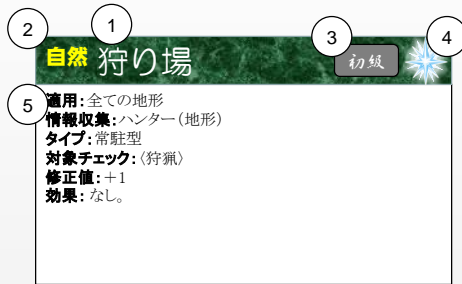 1
2
3
4
自然 狩り場 初級
5
適用：全ての地形
情報収集：ハンター（地形）
タイプ：常駐型
対象チェック：〈狩猟〉
修正値：＋1
効果：なし。